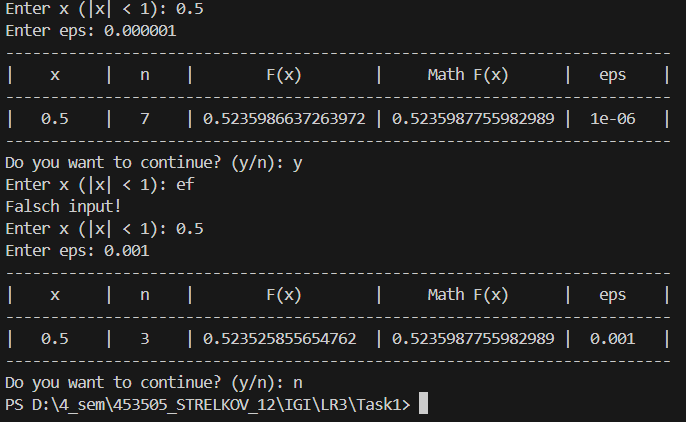 Enter x (|x| < 1): 0.5
Enter eps: 0.000001
-------------------------------------------------------------------------
|    x     |   n    |        F(x)        |     Math F(x)      |   eps    |
-------------------------------------------------------------------------
|   0.5    |   7    | 0.5235986637263972 | 0.5235987755982989 |  1e-06   |
-------------------------------------------------------------------------
Do you want to continue? (y/n): y
Enter x (|x| < 1): ef
Falsch input!
Enter x (|x| < 1): 0.5
Enter eps: 0.001
-------------------------------------------------------------------------
|    x     |   n    |        F(x)        |     Math F(x)      |   eps    |
-------------------------------------------------------------------------
|   0.5    |   3    | 0.523525855654762  | 0.5235987755982989 |  0.001   |
-------------------------------------------------------------------------
Do you want to continue? (y/n): n
PS D:\4_sem\453505_STRELKOV_12\IGI\LR3\Task1>